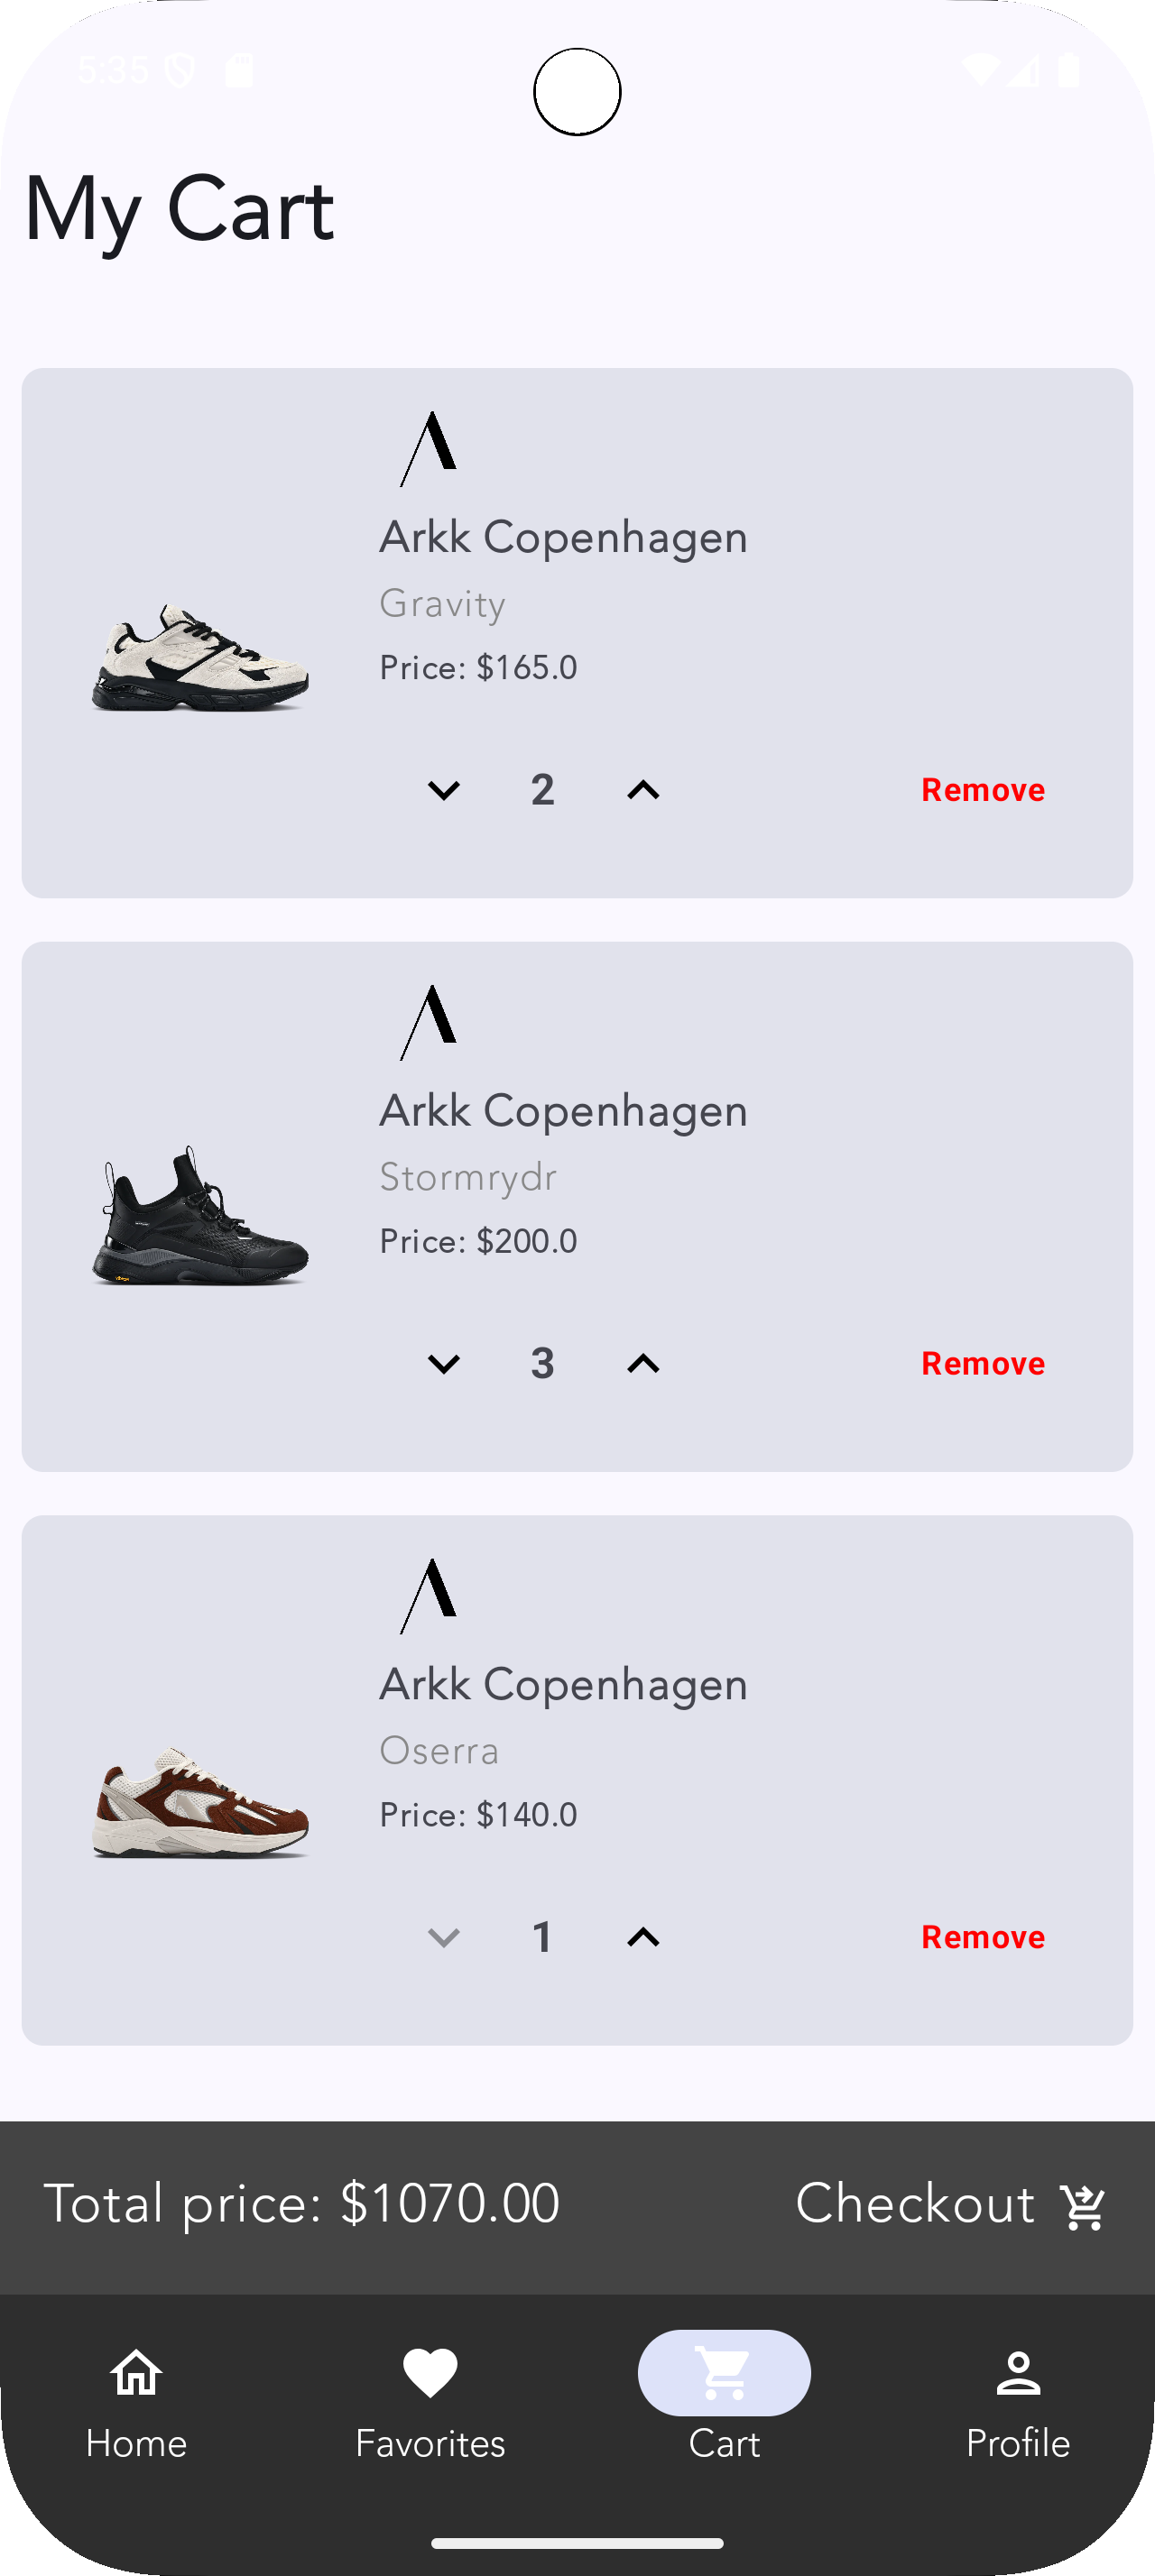 5:35
My Cart
Arkk Copenhagen
Gravity
Price: $165.0
2
Remove
Arkk Copenhagen
Stormrydr
Price: $200.0
3
Remove
Arkk Copenhagen
Oserra
Price: $140.0
1
Remove
Total price: $1070.00 Checkout
Home Favorites Cart Profile